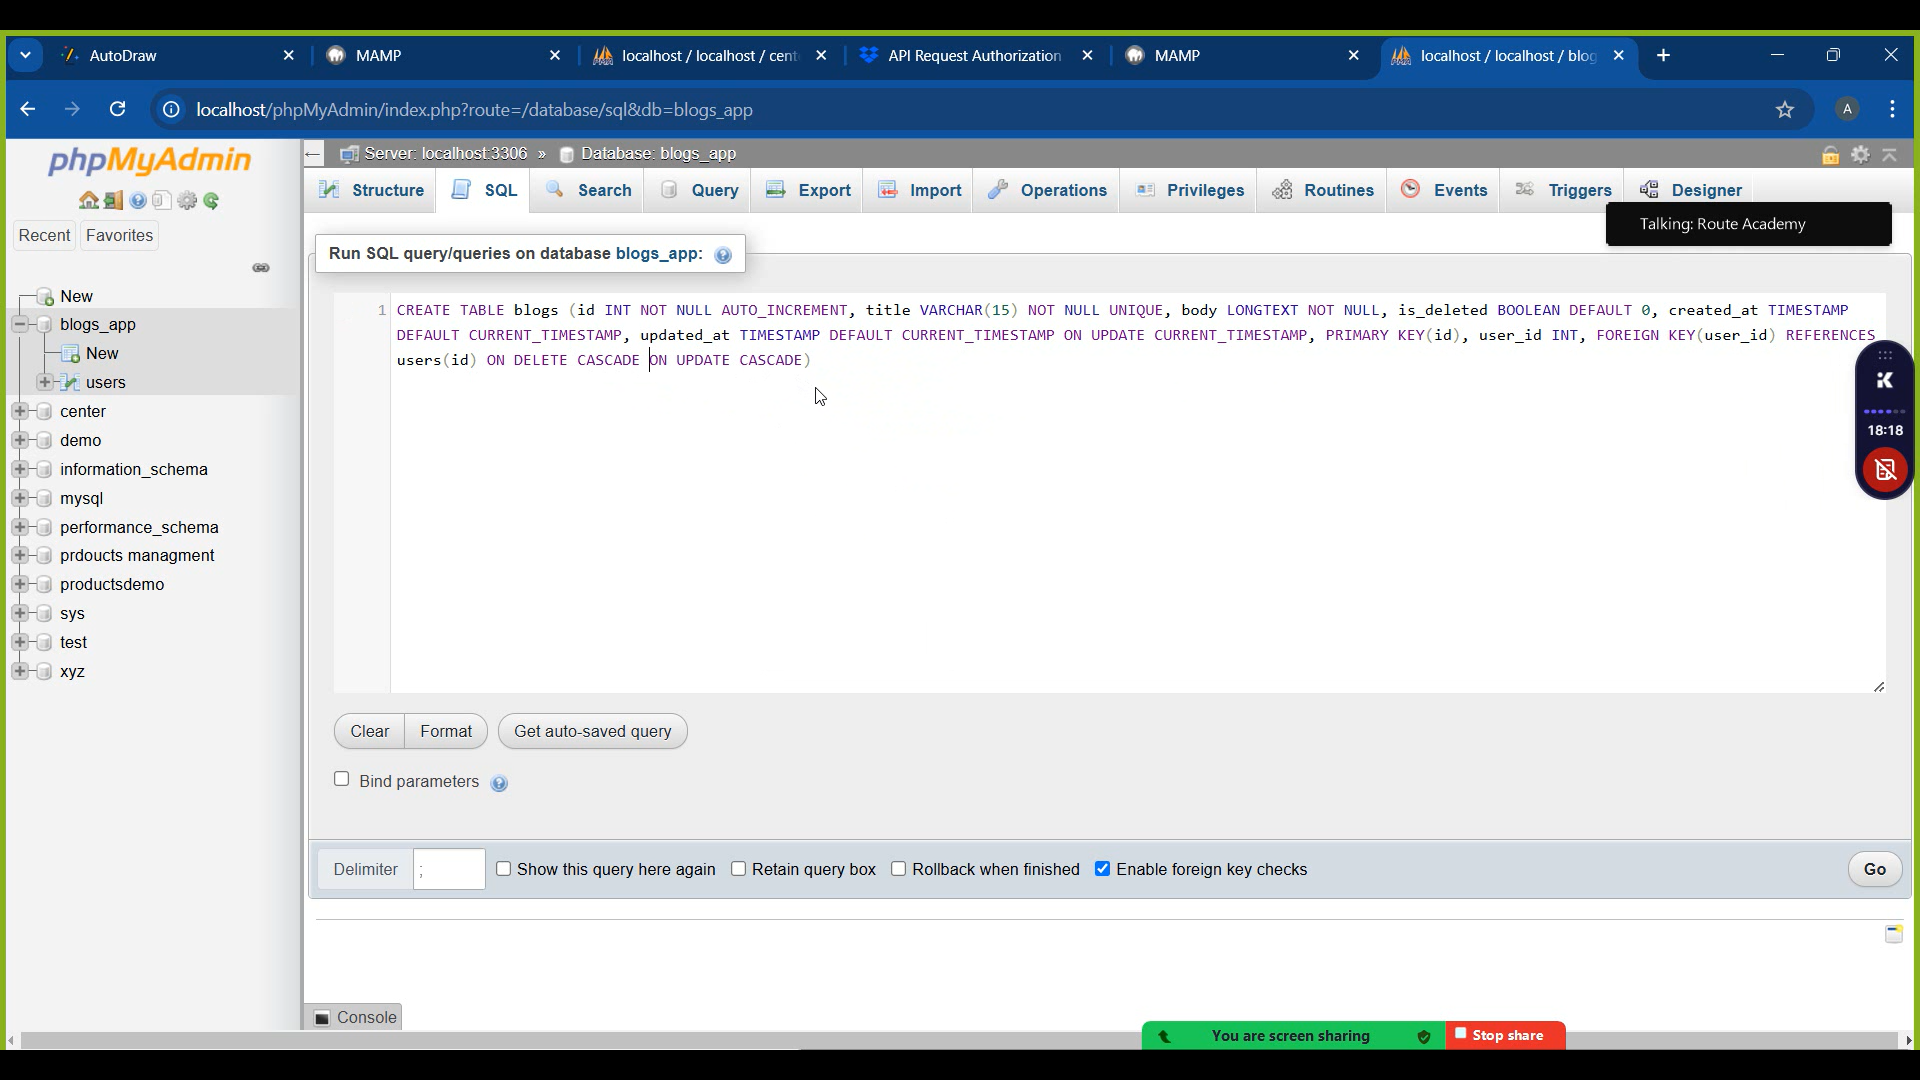 AutoDraw
MAMP
localhost / localhost / cent
API Request Authorization
MAMP
localhost / localhost / blog
localhost/phpMyAdmin/index.php?route=/database/sql&db=blogs_app
A
phpMyAdmin
Server: localhost:3306 » Database: blogs_app
Structure
SQL
Search
Query
Export
Import
Operations
Privileges
Routines
Events
Triggers
Designer
Talking: Route Academy
Recent
Favorites
New
blogs_app
New
users
center
demo
information_schema
mysql
performance_schema
prdoucts managment
productsdemo
sys
test
xyz
Run SQL query/queries on database blogs_app:
1
CREATE TABLE blogs (id INT NOT NULL AUTO_INCREMENT, title VARCHAR(15) NOT NULL UNIQUE, body LONGTEXT NOT NULL, is_deleted BOOLEAN DEFAULT 0, created_at TIMESTAMP
DEFAULT CURRENT_TIMESTAMP, updated_at TIMESTAMP DEFAULT CURRENT_TIMESTAMP ON UPDATE CURRENT_TIMESTAMP, PRIMARY KEY(id), user_id INT, FOREIGN KEY(user_id) REFERENCES
users(id) ON DELETE CASCADE ON UPDATE CASCADE)
18:18
Clear
Format
Get auto-saved query
Bind parameters
Delimiter
;
Show this query here again
Retain query box
Rollback when finished
Enable foreign key checks
Go
Console
You are screen sharing
Stop share